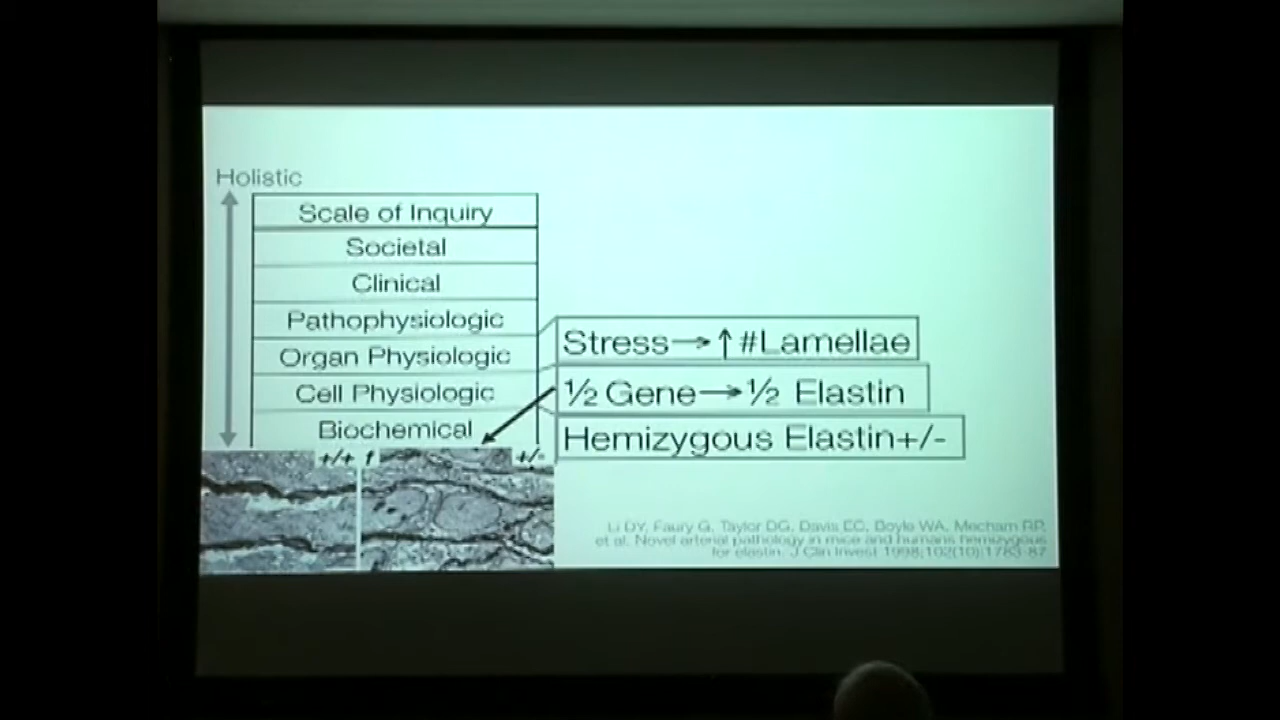 Holistic
Scale of Inquiry
Societal
Clinical
Pathophysiologic
Organ Physiologic
Cell Physiologic
Biochemical
Stress→↑#Lamellae
½ Gene→½ Elastin
Hemizygous Elastin+/-
+/+ f +/-
Li DY, Faury G, Taylor DG, Davis EC, Boyle WA, Mecham RP,
et al. Novel arterial pathology in mice and humans hemizygous
for elastin. J Clin Invest 1998;102(10):1783-87